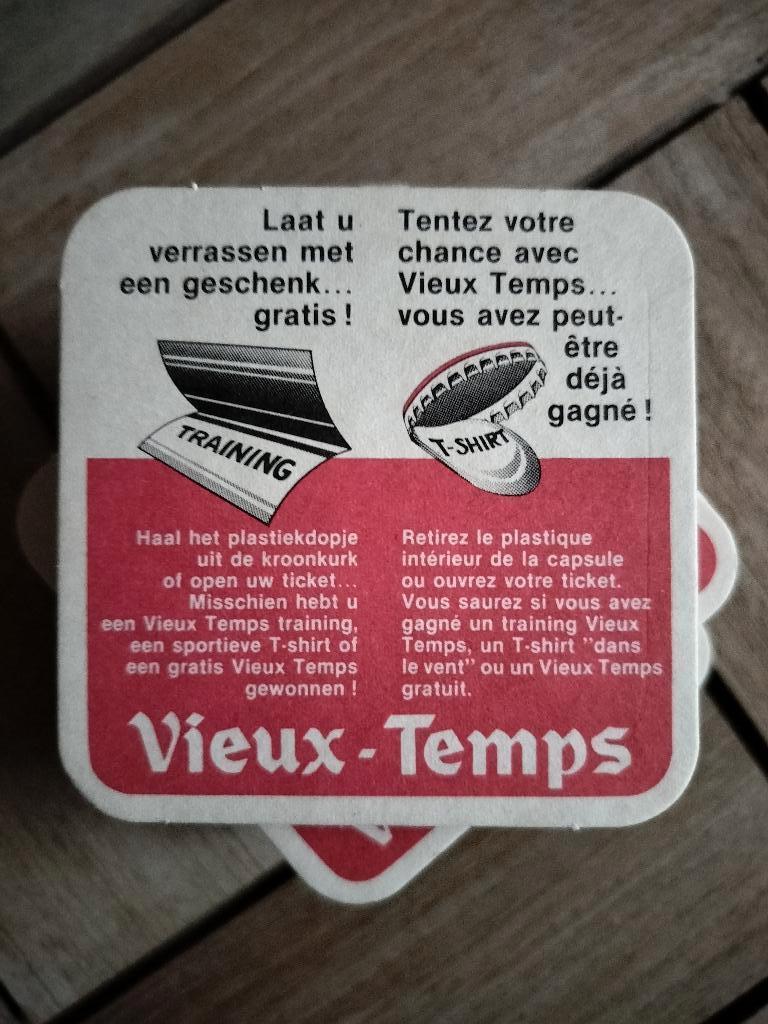 Laat u
verrassen met
een geschenk...
gratis !
Tentez votre
chance avec
Vieux Temps...
vous avez peut-
être
déjà
gagné !
TRAINING
T-SHIRT
Haal het plastiekdopje
uit de kroonkurk
of open uw ticket...
Misschien hebt u
een Vieux Temps training,
een sportieve T-shirt of
een gratis Vieux Temps
gewonnen !
Retirez le plastique
intérieur de la capsule
ou ouvrez votre ticket.
Vous saurez si vous avez
gagné un training Vieux
Temps, un T-shirt "dans
le vent" ou un Vieux Temps
gratuit.
Vieux-Temps